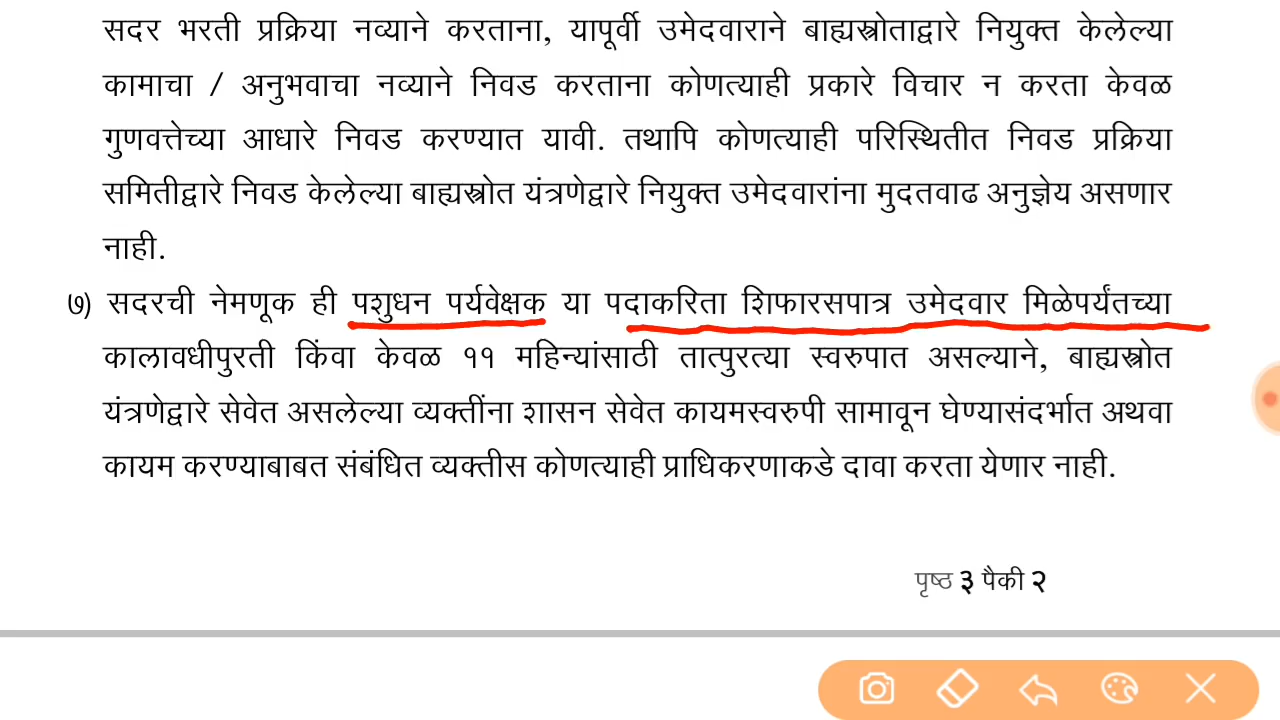 सदर भरती प्रक्रिया नव्याने करताना, यापूर्वी उमेदवाराने बाह्यस्त्रोताद्वारे नियुक्त केलेल्या
कामाचा / अनुभवाचा नव्याने निवड करताना कोणत्याही प्रकारे विचार न करता केवळ
गुणवत्तेच्या आधारे निवड करण्यात यावी. तथापि कोणत्याही परिस्थितीत निवड प्रक्रिया
समितीद्वारे निवड केलेल्या बाह्यस्त्रोत यंत्रणेद्वारे नियुक्त उमेदवारांना मुदतवाढ अनुज्ञेय असणार
नाही.
७) सदरची नेमणूक ही पशुधन पर्यवेक्षक या पदाकरिता शिफारसपात्र उमेदवार मिळेपर्यंतच्या
कालावधीपुरती किंवा केवळ ११ महिन्यांसाठी तात्पुरत्या स्वरुपात असल्याने, बाह्यस्त्रोत
यंत्रणेद्वारे सेवेत असलेल्या व्यक्तींना शासन सेवेत कायमस्वरुपी सामावून घेण्यासंदर्भात अथवा
कायम करण्याबाबत संबंधित व्यक्तीस कोणत्याही प्राधिकरणाकडे दावा करता येणार नाही.
पृष्ठ ३ पैकी २